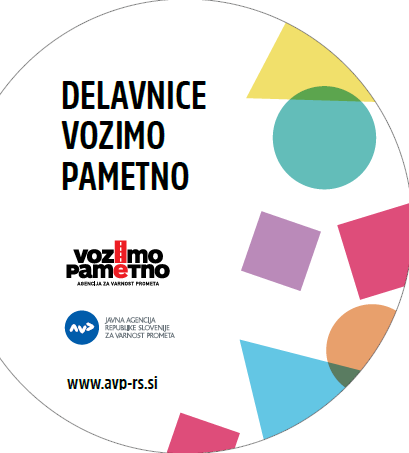 DELAVNICE
VOZIMO
PAMETNO
vozimo
pametno
AGENCIJA ZA VARNOST PROMETA
avp
JAVNA AGENCIJA
REPUBLIKE SLOVENIJE
ZA VARNOST PROMETA
www.avp-rs.si